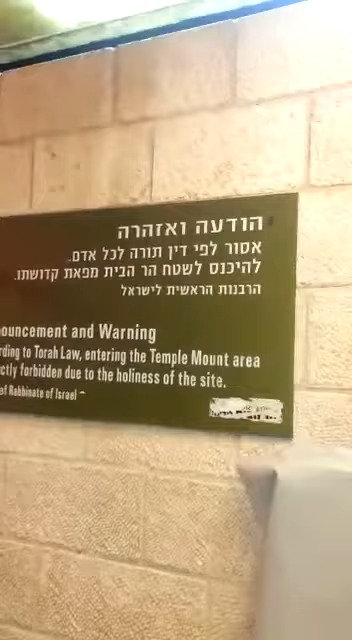 הודעה ואזהרה
אסור לפי דין תורה לכל אדם.
להיכנס לשטח הר הבית מפאת קדושתו.
הרבנות הראשית לישראל
ouncement and Warning
rding to Torah Law, entering the Temple Mount area
ctly forbidden due to the holiness of the site.
ef Rabbinate of Israel